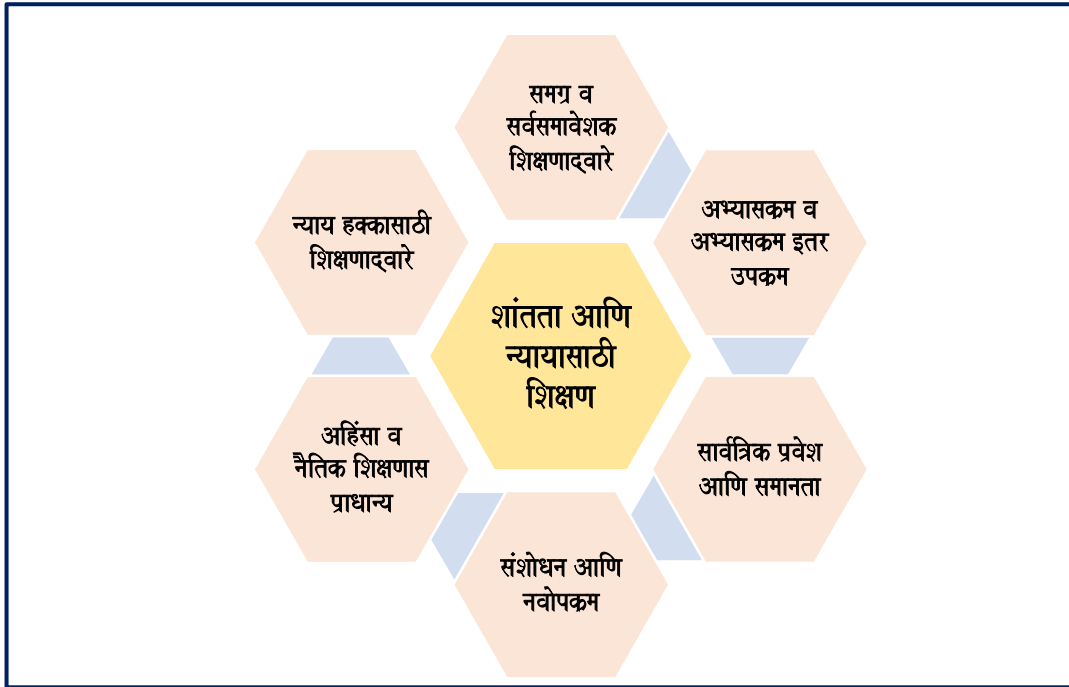 समग्र व
सर्वसमावेशक
शिक्षणाद्‌वारे
अभ्यासक्रम व
अभ्यासक्रम इतर
उपक्रम
सार्वत्रिक प्रवेश
आणि समानता
संशोधन आणि
नवोपक्रम
अहिंसा व
नैतिक शिक्षणास
प्राधान्य
न्याय हक्कासाठी
शिक्षणाद्‌वारे
शांतता आणि
न्यायासाठी
शिक्षण